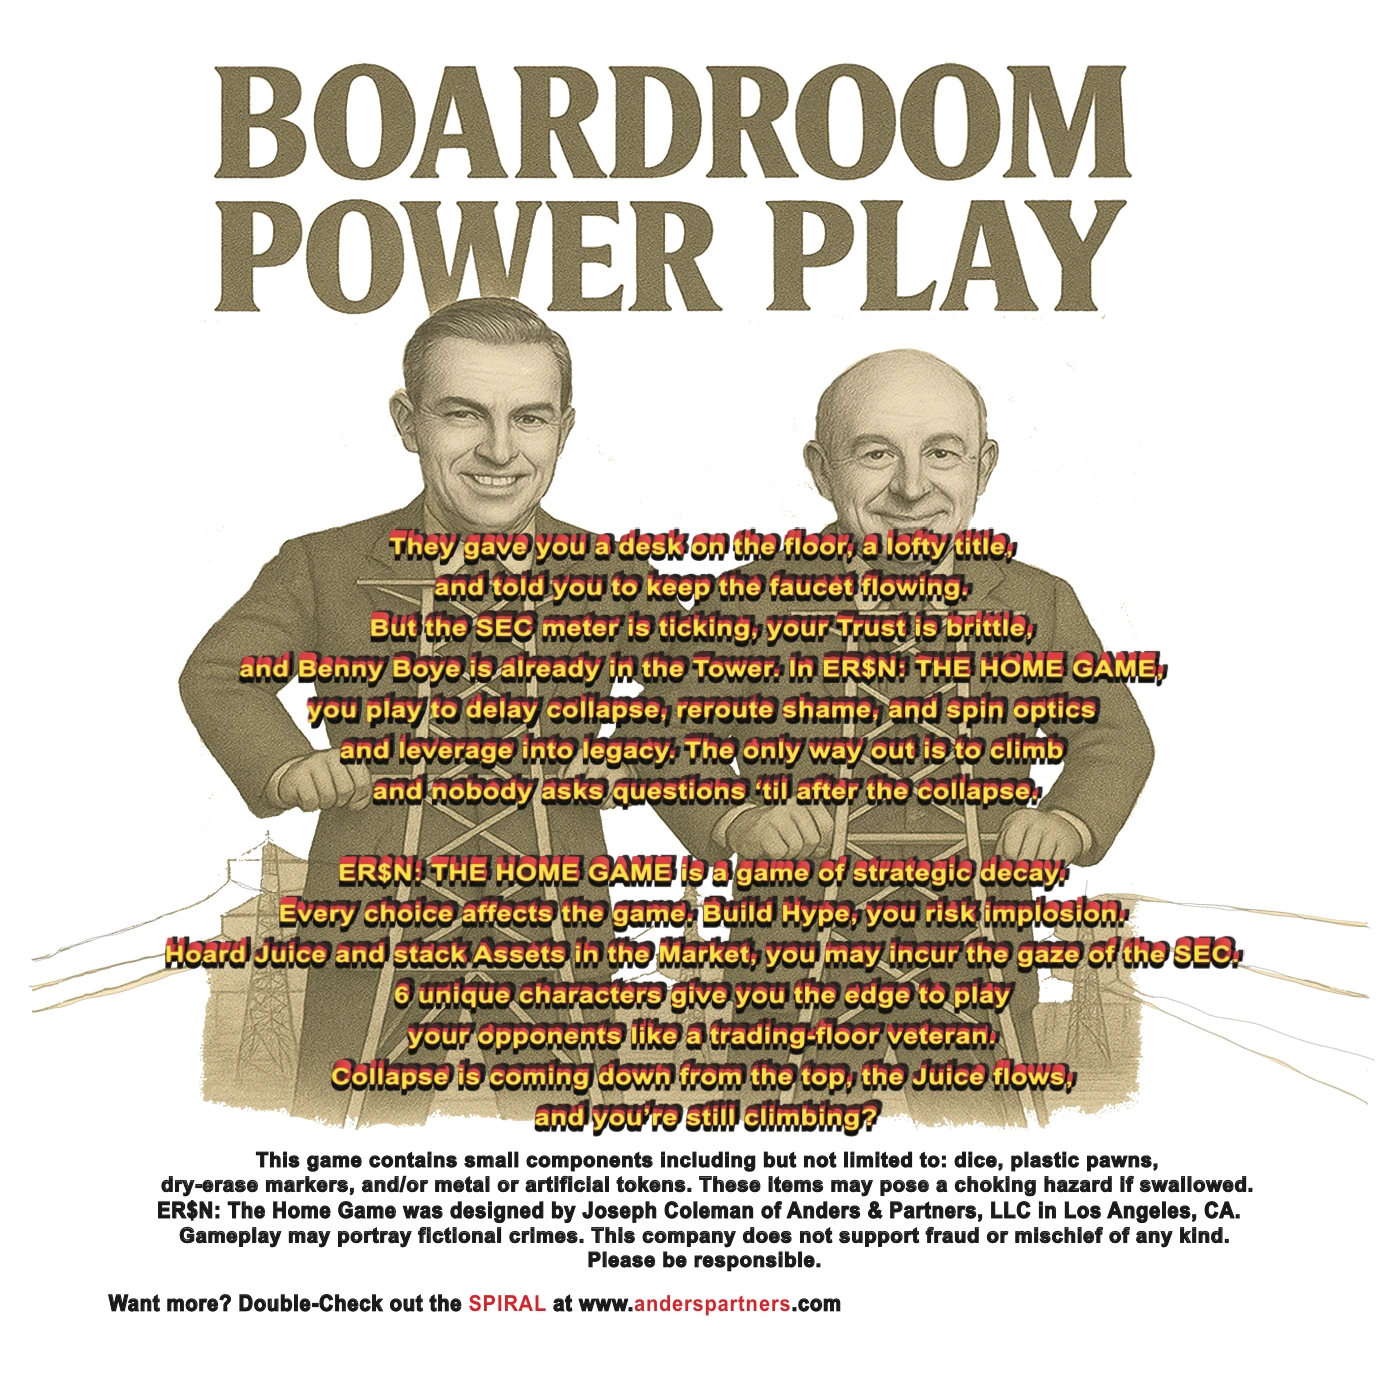 BOARDROOM
POWER PLAY
They gave you a desk on the floor, a lofty title,
and told you to keep the faucet flowing.
But the SEC meter is ticking, your Trust is brittle,
and Benny Boye is already in the Tower. In ER$N: THE HOME GAME,
you play to delay collapse, reroute shame, and spin optics
and leverage into legacy. The only way out is to climb
and nobody asks questions ‘til after the collapse.
ER$N: THE HOME GAME is a game of strategic decay.
Every choice affects the game. Build Hype, you risk implosion.
Hoard Juice and stack Assets in the Market, you may incur the gaze of the SEC.
6 unique characters give you the edge to play
your opponents like a trading-floor veteran.
Collapse is coming down from the top, the Juice flows,
and you’re still climbing?
This game contains small components including but not limited to: dice, plastic pawns,
dry-erase markers, and/or metal or artificial tokens. These items may pose a choking hazard if swallowed.
ER$N: The Home Game was designed by Joseph Coleman of Anders & Partners, LLC in Los Angeles, CA.
Gameplay may portray fictional crimes. This company does not support fraud or mischief of any kind.
Please be responsible.
Want more? Double-Check out the SPIRAL at www.anderspartners.com